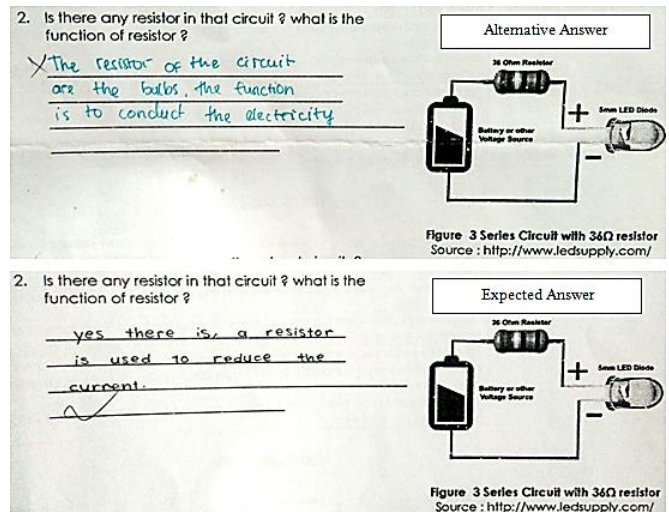 2. Is there any resistor in that circuit ? what is the
function of resistor ?
The resistor of the circuit
are the bulbs, the function
is to conduct the electricity
Alternative Answer
36 Ohm Resistor
+
5mm LED Diode
Battery or other
Voltage Source
−
Figure 3 Series Circuit with 36Ω resistor
Source : http://www.ledsupply.com/
2. Is there any resistor in that circuit ? what is the
function of resistor ?
yes there is, a resistor
is used to reduce the
current.
Expected Answer
36 Ohm Resistor
+
5mm LED Diode
Battery or other
Voltage Source
−
Figure 3 Series Circuit with 36Ω resistor
Source : http://www.ledsupply.com/